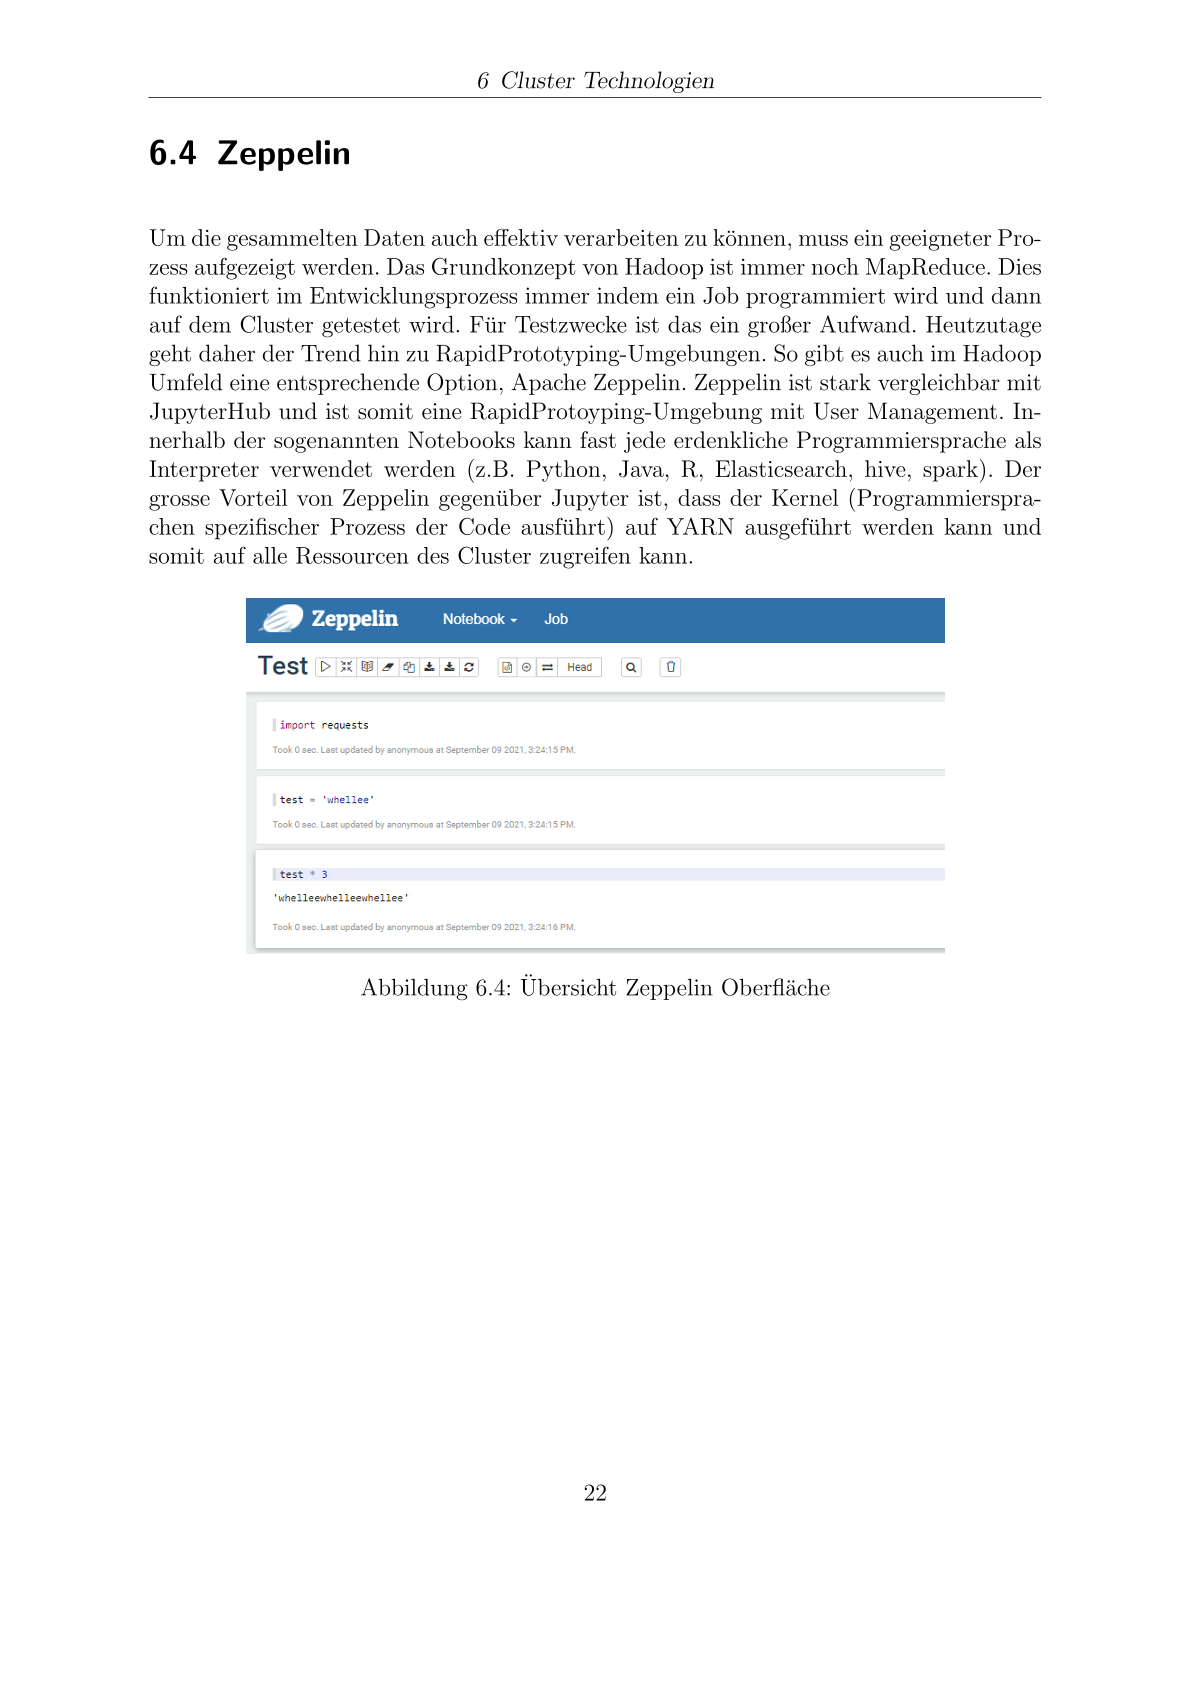 6 Cluster Technologien
6.4 Zeppelin
Um die gesammelten Daten auch effektiv verarbeiten zu können, muss ein geeigneter Pro-
zess aufgezeigt werden. Das Grundkonzept von Hadoop ist immer noch MapReduce. Dies
funktioniert im Entwicklungsprozess immer indem ein Job programmiert wird und dann
auf dem Cluster getestet wird. Für Testzwecke ist das ein großer Aufwand. Heutzutage
geht daher der Trend hin zu RapidPrototyping-Umgebungen. So gibt es auch im Hadoop
Umfeld eine entsprechende Option, Apache Zeppelin. Zeppelin ist stark vergleichbar mit
JupyterHub und ist somit eine RapidProtoyping-Umgebung mit User Management. In-
nerhalb der sogenannten Notebooks kann fast jede erdenkliche Programmiersprache als
Interpreter verwendet werden (z.B. Python, Java, R, Elasticsearch, hive, spark). Der
grosse Vorteil von Zeppelin gegenüber Jupyter ist, dass der Kernel (Programmierspra-
chen spezifischer Prozess der Code ausführt) auf YARN ausgeführt werden kann und
somit auf alle Ressourcen des Cluster zugreifen kann.
Zeppelin Notebook Job
Test Head
import requests
Took 0 sec. Last updated by anonymous at September 09 2021, 3:24:15 PM.
test = 'whellee'
Took 0 sec. Last updated by anonymous at September 09 2021, 3:24:15 PM.
test * 3
'whelleewhelleewhellee'
Took 0 sec. Last updated by anonymous at September 09 2021, 3:24:16 PM.
Abbildung 6.4: Übersicht Zeppelin Oberfläche
22